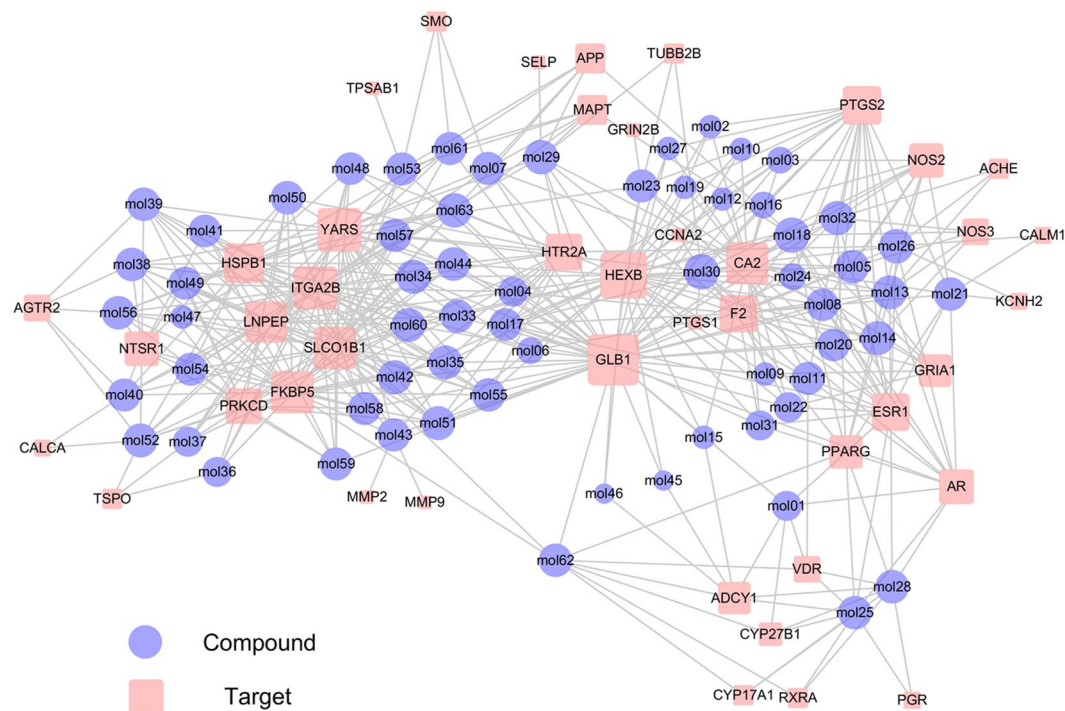 SMO
TUBB2B
SELP
APP
TPSAB1
PTGS2
MAPT
GRIN2B
mol02
mol61
mol27
mol10
mol29
mol03
NOS2
mol48
mol53
mol07
ACHE
mol23
mol19
mol50
mol12
mol16
mol39
mol63
mol32
YARS
mol41
mol57
CCNA2
mol18
NOS3
CALM1
mol26
HTR2A
mol38
HSPB1
mol44
HEXB
CA2
mol30
mol05
mol34
mol24
mol49
ITGA2B
mol04
mol13
mol21
KCNH2
AGTR2
mol56
mol08
mol47
LNPEP
mol33
F2
PTGS1
mol60
mol17
mol14
NTSR1
SLCO1B1
mol20
mol06
GLB1
mol35
mol54
GRIA1
mol09
mol42
mol11
FKBP5
mol40
mol55
PRKCD
mol58
mol22
ESR1
mol51
mol31
mol43
mol15
mol52
mol37
CALCA
PPARG
mol59
mol36
mol45
AR
mol46
TSPO
MMP2
MMP9
mol01
mol62
VDR
mol28
ADCY1
mol25
CYP27B1
Compound
CYP17A1
RXRA
PGR
Target